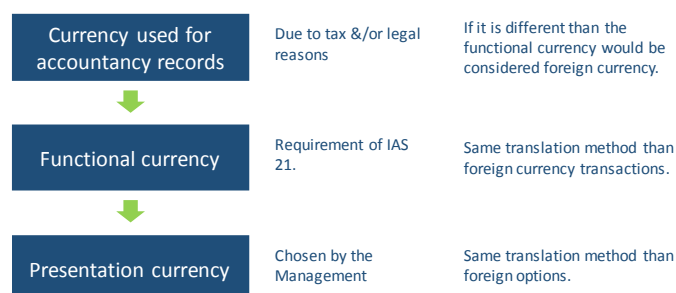 Currency used for
accountancy records
Due to tax &/or legal
reasons
If it is different than the
functional currency would be
considered foreign currency.
Functional currency
Requirement of IAS
21.
Same translation method than
foreign currency transactions.
Presentation currency
Chosen by the
Management
Same translation method than
foreign options.